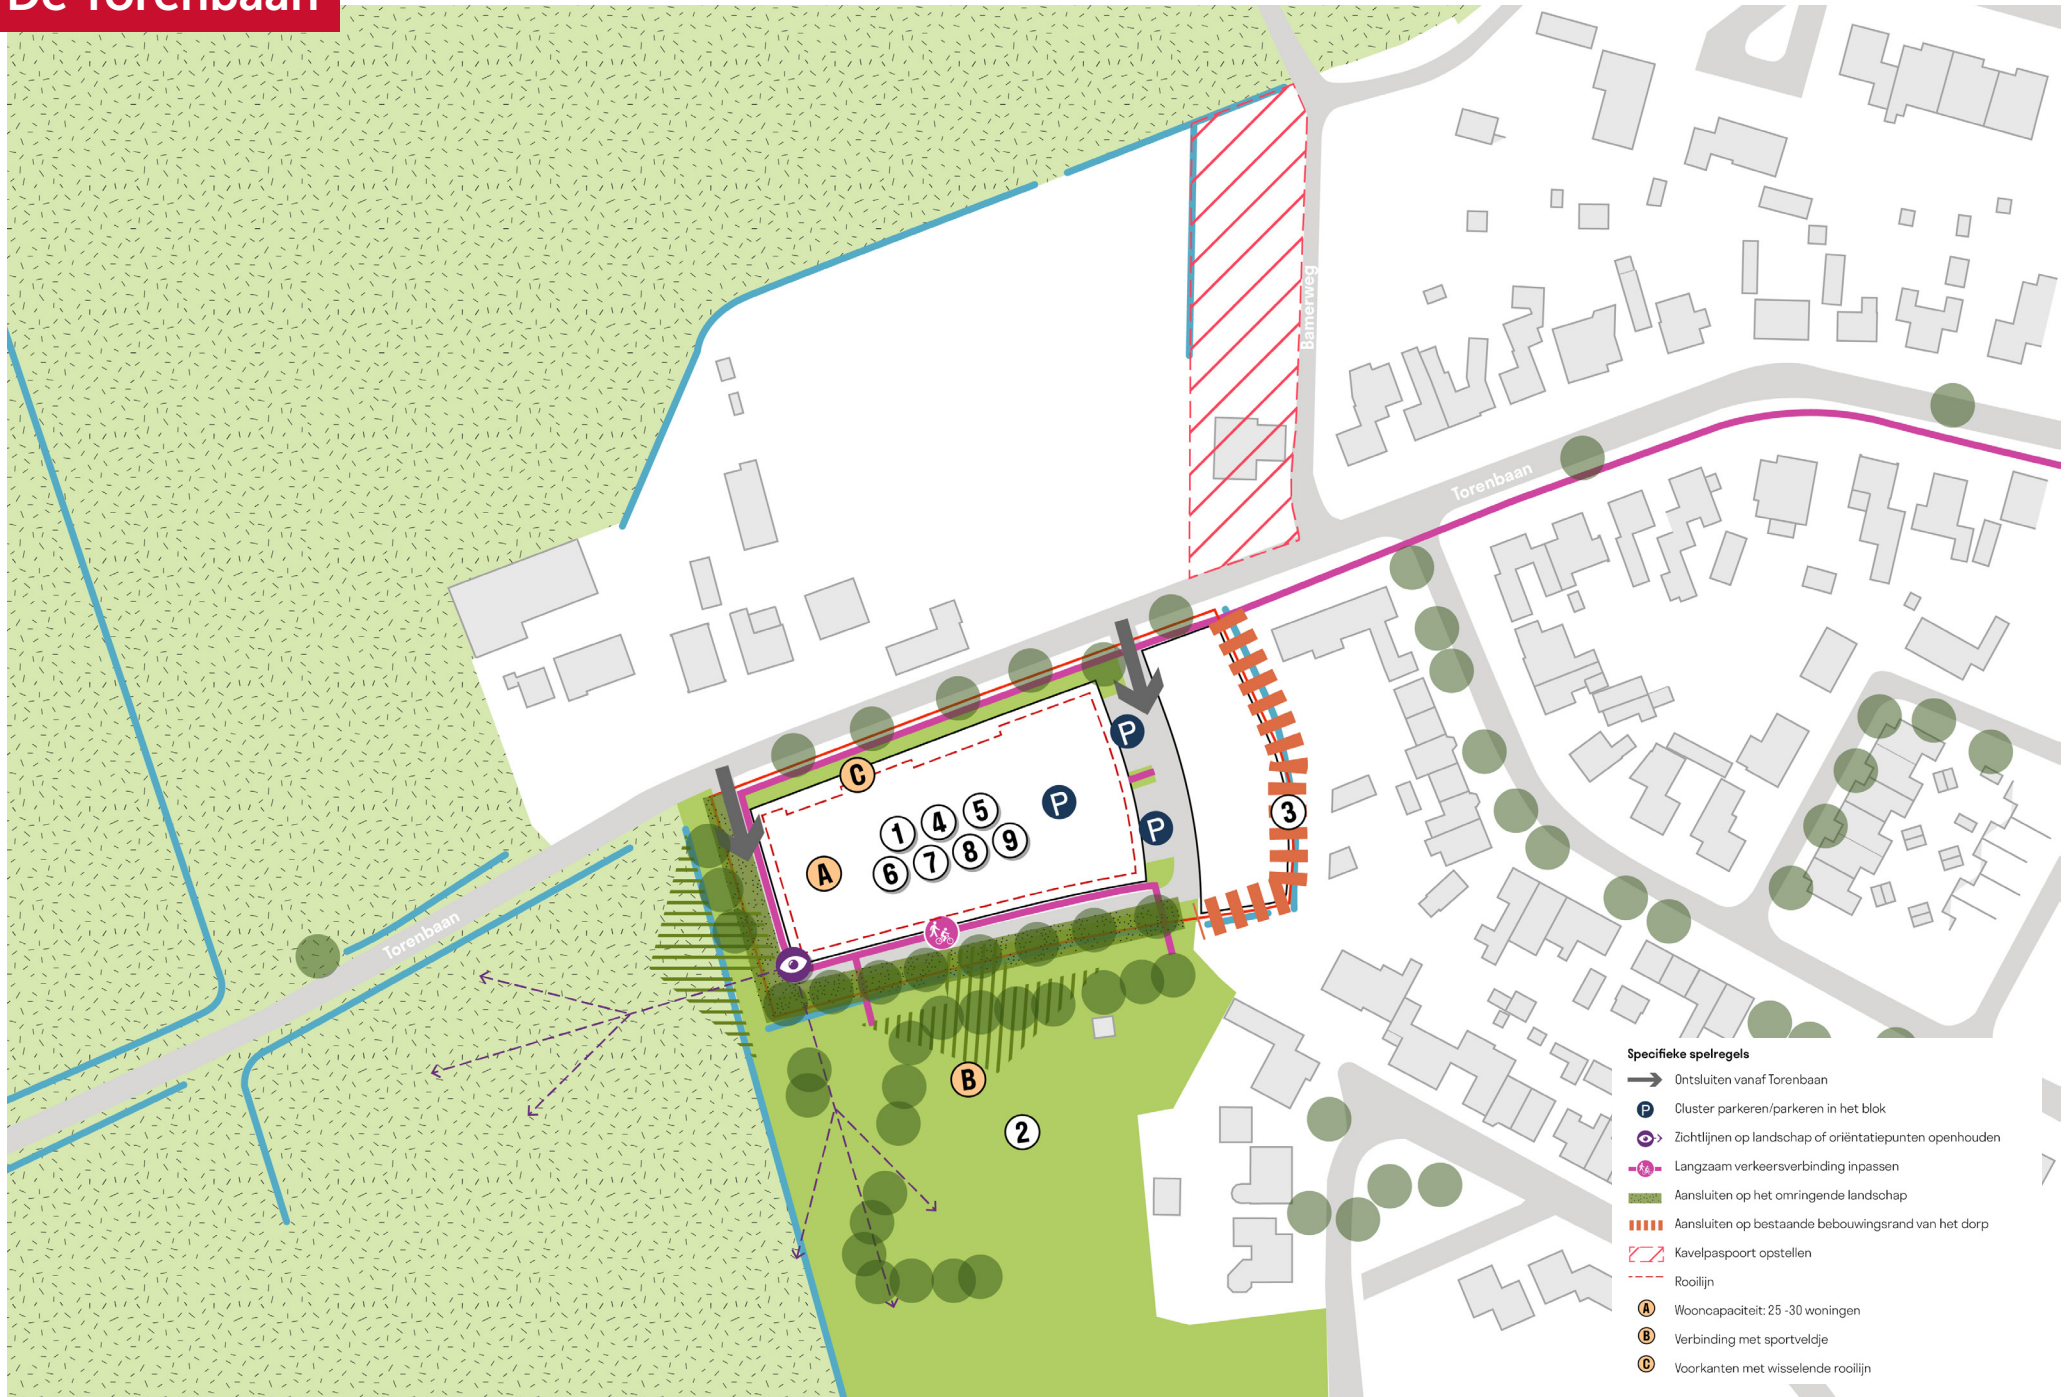 De Torenbaan
Bamerweg
Torenbaan
P
C
1 4 5
P
3
P
A
6 7 8 9
Torenbaan
B
2
Specifieke spelregels
Ontsluiten vanaf Torenbaan
P Cluster parkeren/parkeren in het blok
Zichtlijnen op landschap of oriëntatiepunten openhouden
Langzaam verkeersverbinding inpassen
Aansluiten op het omringende landschap
Aansluiten op bestaande bebouwingsrand van het dorp
Kavelpaspoort opstellen
Rooilijn
A Wooncapaciteit: 25 -30 woningen
B Verbinding met sportveldje
C Voorkanten met wisselende rooilijn